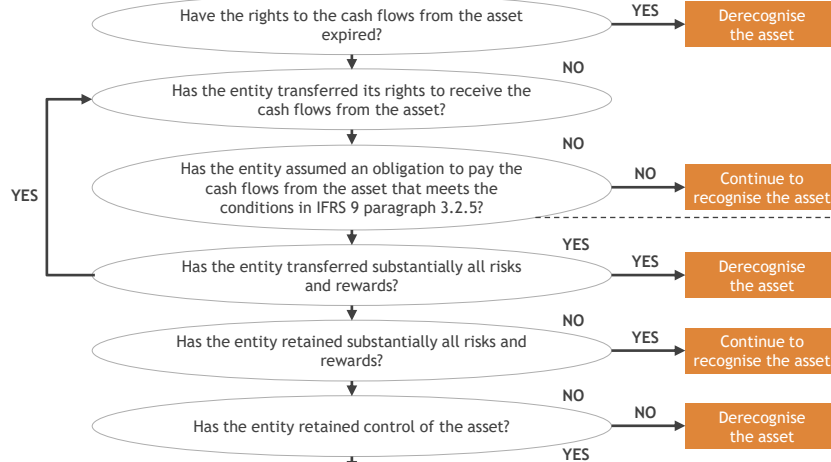 Have the rights to the cash flows from the asset
expired?
YES
Derecognise
the asset
NO
Has the entity transferred its rights to receive the
cash flows from the asset?
NO
YES
Has the entity assumed an obligation to pay the
cash flows from the asset that meets the
conditions in IFRS 9 paragraph 3.2.5?
NO
Continue to
recognise the asset
YES
Has the entity transferred substantially all risks
and rewards?
YES
Derecognise
the asset
NO
Has the entity retained substantially all risks and
rewards?
YES
Continue to
recognise the asset
NO
Has the entity retained control of the asset?
NO
Derecognise
the asset
YES